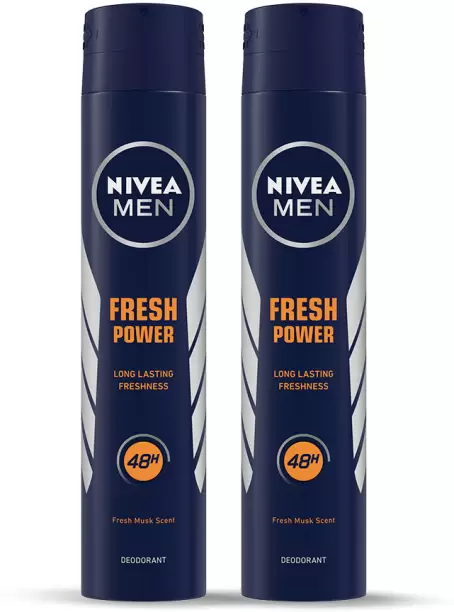 NIVEA
MEN
FRESH
POWER
LONG LASTING
FRESHNESS
48H
Fresh Musk Scent
DEODORANT
NIVEA
MEN
FRESH
POWER
LONG LASTING
FRESHNESS
48H
Fresh Musk Scent
DEODORANT